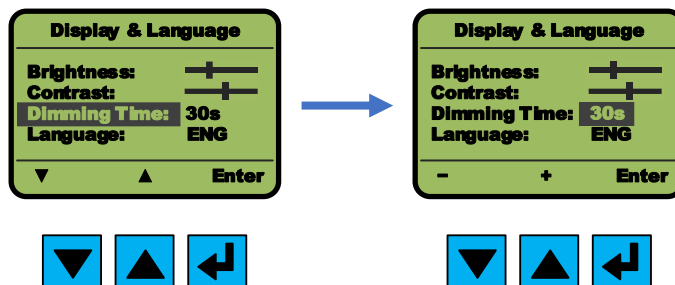 Display & Language
Brightness:
Contrast:
Dimming Time: 30s
Language: ENG
▼ ▲ Enter
Display & Language
Brightness:
Contrast:
Dimming Time: 30s
Language: ENG
- + Enter